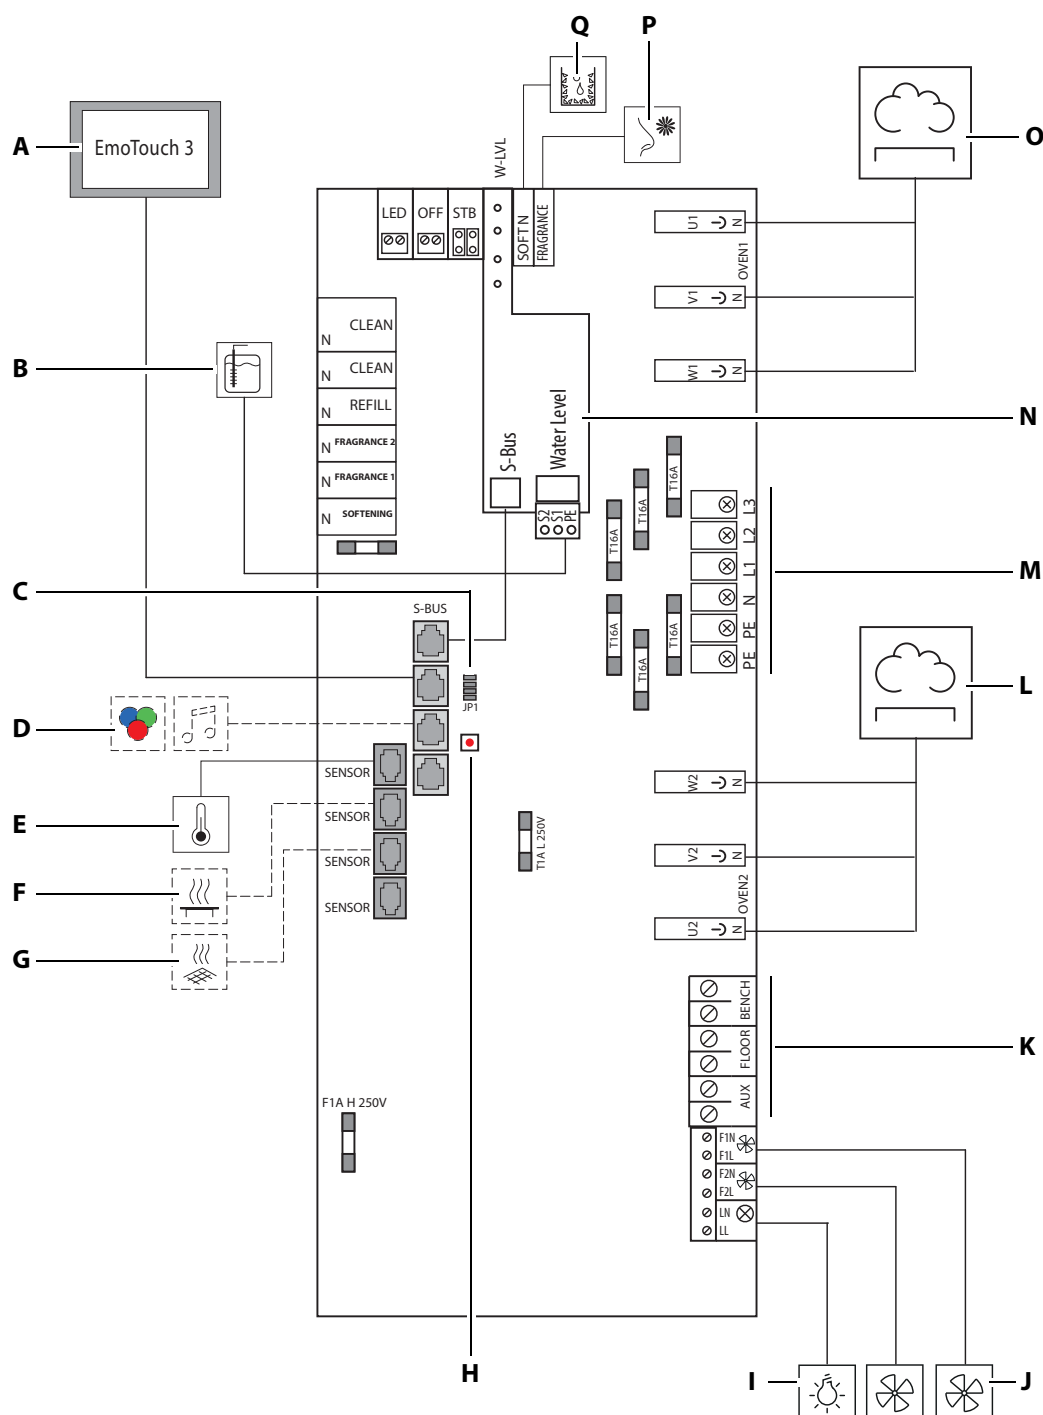 Q
P
A
EmoTouch 3
O
W-LVL
LED
OFF
STB
SOFT N
FRAGRANCE
U1
N
OVEN1
V1
N
W1
N
CLEAN
N
CLEAN
N
REFILL
N
FRAGRANCE 2
N
FRAGRANCE 1
N
SOFTENING
N
B
S-Bus
Water Level
S2
S1
PE
N
T16A
T16A
T16A
T16A
T16A
T16A
L3
L2
L1
N
PE
PE
M
C
S-BUS
JP1
L
D
SENSOR
SENSOR
SENSOR
SENSOR
E
F
G
T1A L 250V
W2
N
V2
N
OVEN2
U2
N
BENCH
FLOOR
AUX
K
F1A H 250V
F1N
F1L
F2N
F2L
LN
LL
H
I
J